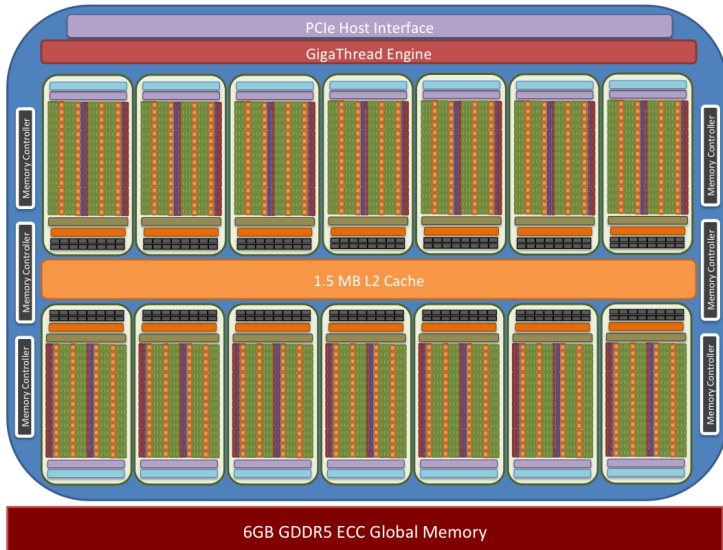 PCIe Host Interface
GigaThread Engine
Memory Controller
Memory Controller
Memory Controller
Memory Controller
1.5 MB L2 Cache
Memory Controller
Memory Controller
6GB GDDR5 ECC Global Memory